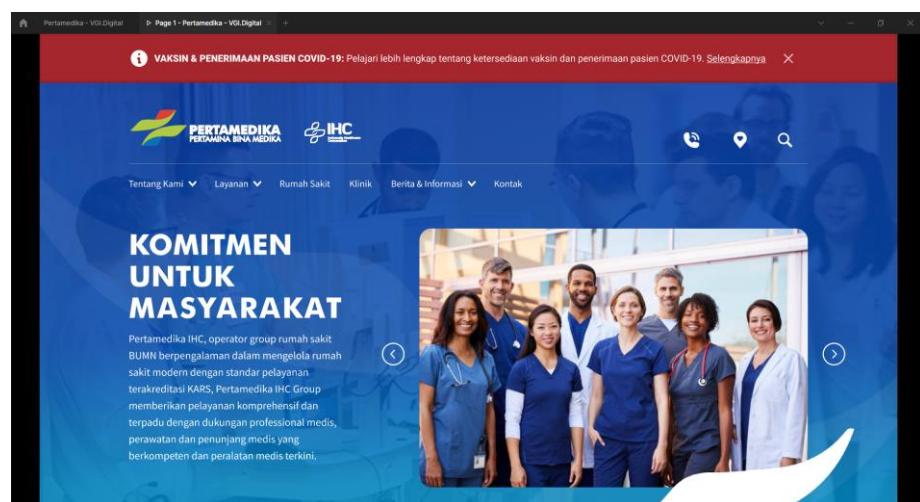 Pertamedika - VGI.Digital
Page 1 - Pertamedika - VGI.Digital
VAKSIN & PENERIMAAN PASIEN COVID-19: Pelajari lebih lengkap tentang ketersediaan vaksin dan penerimaan pasien COVID-19. Selengkapnya
PERTAMEDIKA
PERTAMINA BINA MEDIKA
IHC
Tentang Kami Layanan Rumah Sakit Klinik Berita & Informasi Kontak
KOMITMEN
UNTUK
MASYARAKAT
Pertamedika IHC, operator group rumah sakit
BUMN berpengalaman dalam mengelola rumah
sakit modern dengan standar pelayanan
terakreditasi KARS, Pertamedika IHC Group
memberikan pelayanan komprehensif dan
terpadu dengan dukungan professional medis,
perawatan dan penunjang medis yang
berkompeten dan peralatan medis terkini.